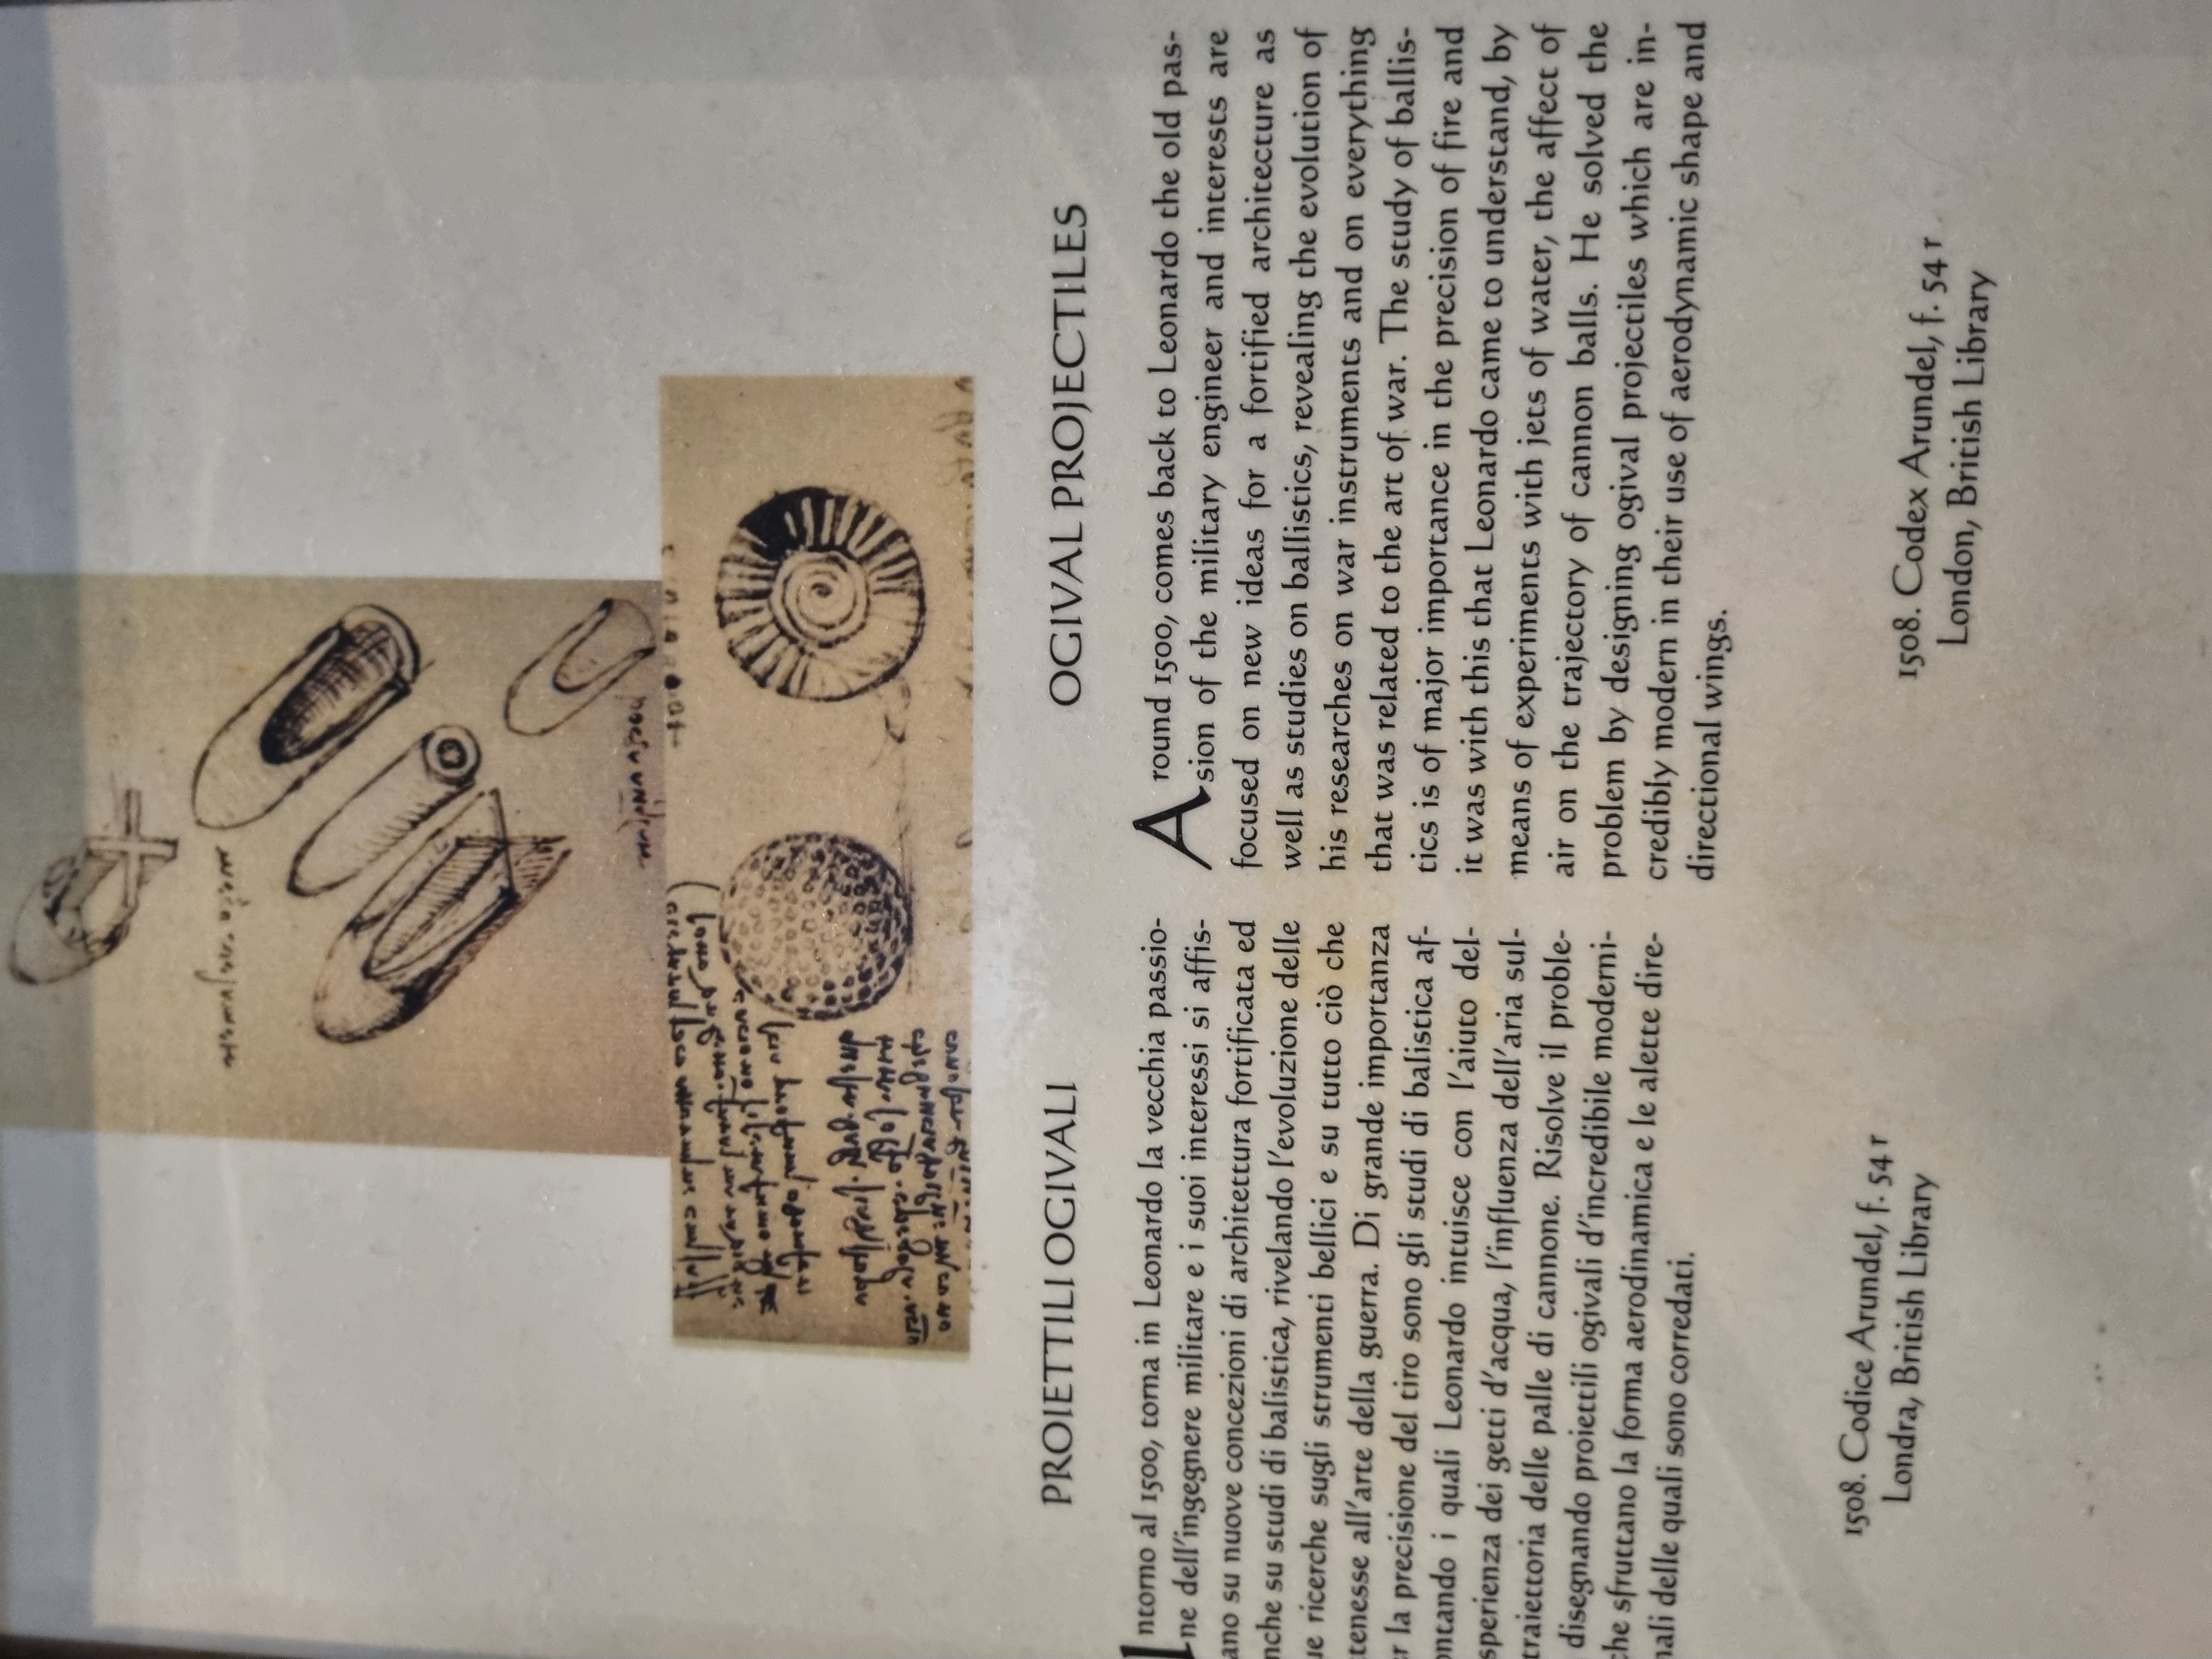 PROIETTILI OGIVALI
Intorno al 1500, torna in Leonardo la vecchia passio-
ne dell'ingegnere militare e i suoi interessi si affis-
ano su nuove concezioni di architettura fortificata ed
nche su studi di balistica, rivelando l'evoluzione delle
ue ricerche sugli strumenti bellici e su tutto ciò che
tenesse all'arte della guerra. Di grande importanza
r la precisione del tiro sono gli studi di balistica af-
ontando i quali Leonardo intuisce con l'aiuto del-
sperienza dei getti d'acqua, l'influenza dell'aria sul-
traiettoria delle palle di cannone. Risolve il proble-
disegnando proiettili ogivali d'incredibile moderni-
che sfruttano la forma aerodinamica e le alette dire-
nali delle quali sono corredati.
1508. Codice Arundel, f. 54 r
Londra, British Library
OGIVAL PROJECTILES
Around 1500, comes back to Leonardo the old pas-
sion of the military engineer and interests are
focused on new ideas for a fortified architecture as
well as studies on ballistics, revealing the evolution of
his researches on war instruments and on everything
that was related to the art of war. The study of ballis-
tics is of major importance in the precision of fire and
it was with this that Leonardo came to understand, by
means of experiments with jets of water, the affect of
air on the trajectory of cannon balls. He solved the
problem by designing ogival projectiles which are in-
credibly modern in their use of aerodynamic shape and
directional wings.
1508. Codex Arundel, f. 54 r
London, British Library